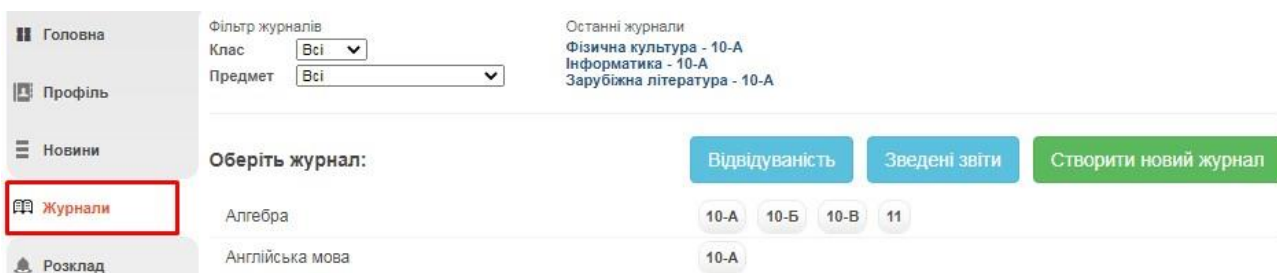 Головна
Профіль
Новини
Журнали
Розклад
Фільтр журналів
Клас Всі
Предмет Всі
Останні журнали
Фізична культура - 10-А
Інформатика - 10-А
Зарубіжна література - 10-А
Оберіть журнал: Відвідуваність Зведені звіти Створити новий журнал
Алгебра 10-А 10-Б 10-В 11
Англійська мова 10-А